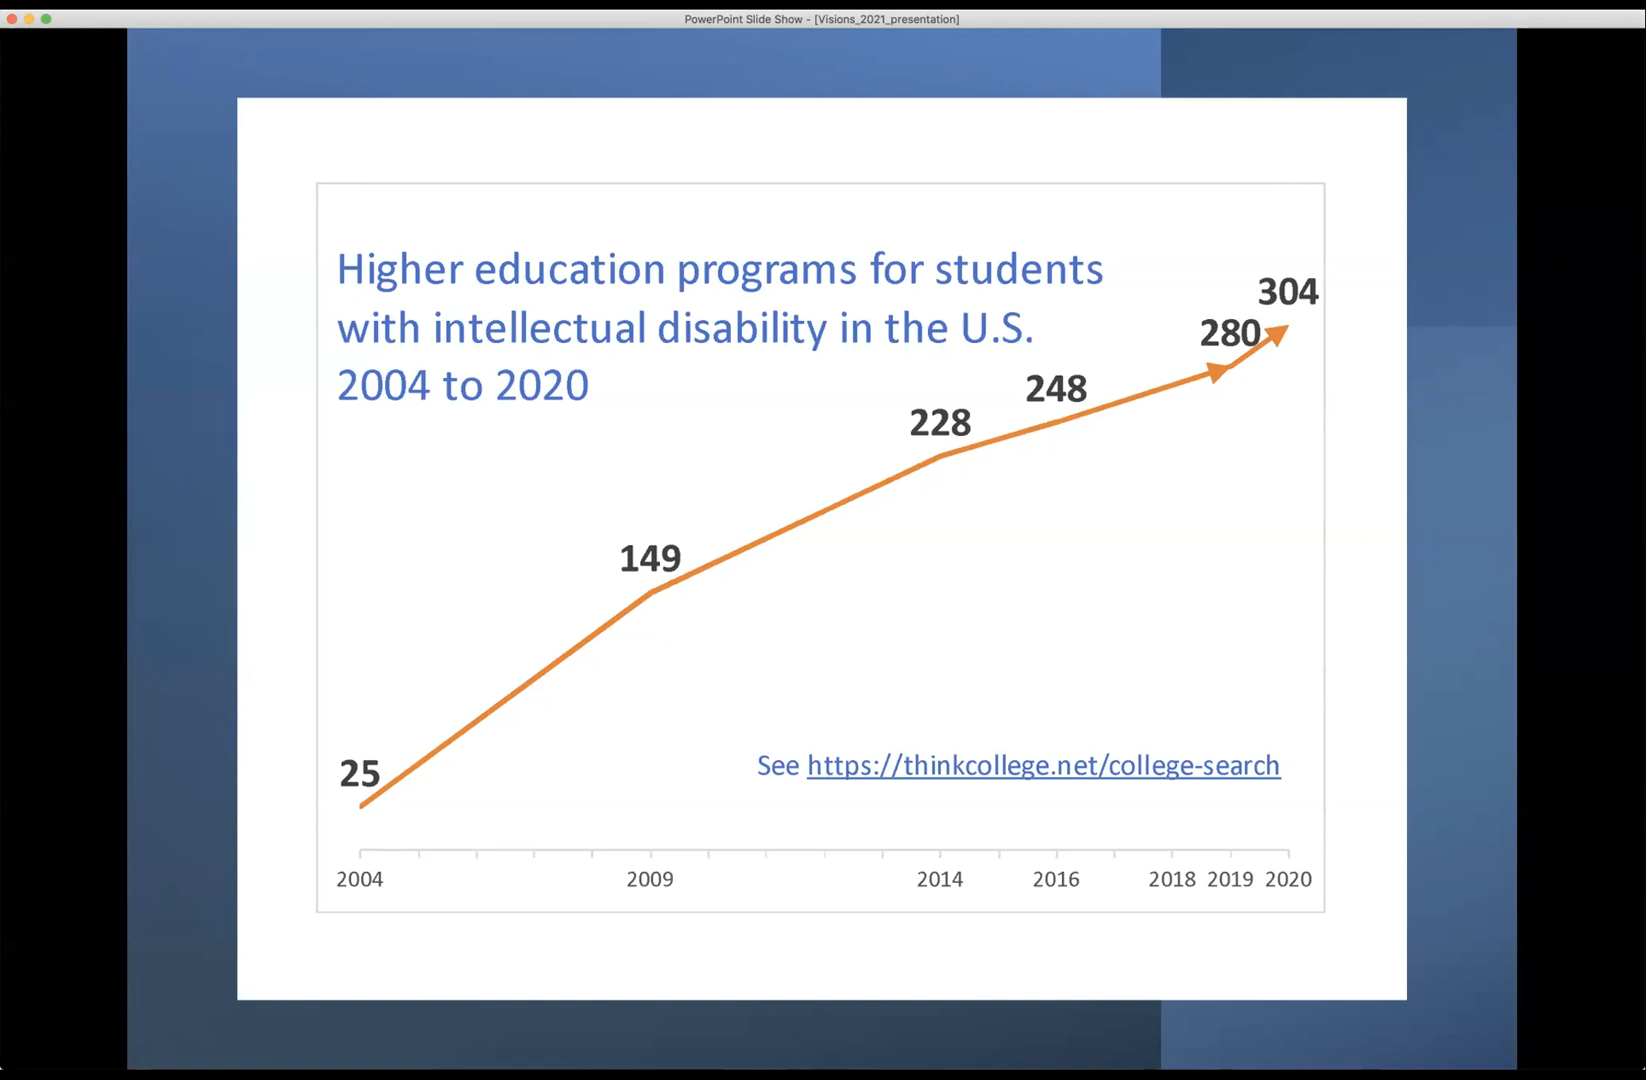 PowerPoint Slide Show - [Visions_2021_presentation]
Higher education programs for students
with intellectual disability in the U.S.
2004 to 2020
304
280
248
228
149
25
See https://thinkcollege.net/college-search
2004 2009 2014 2016 2018 2019 2020